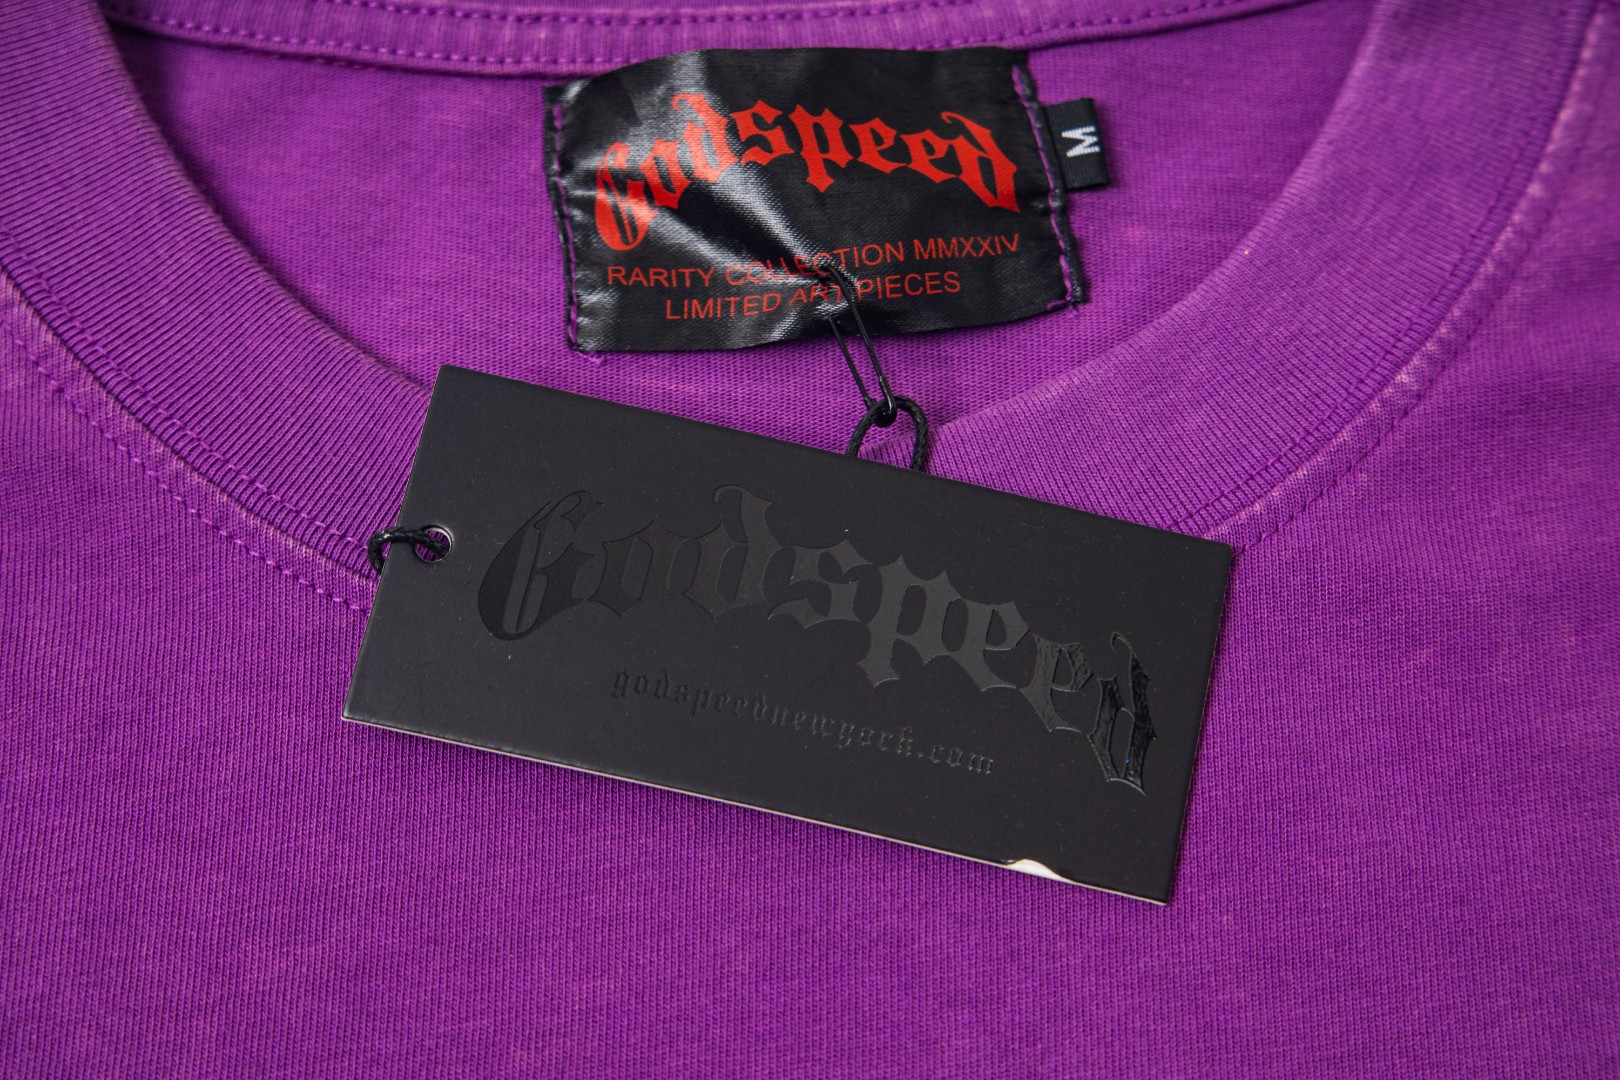 Godspeed
M
RARITY COLLECTION MMXXIV
LIMITED ART PIECES
Godspeed
godspeednewyork.com